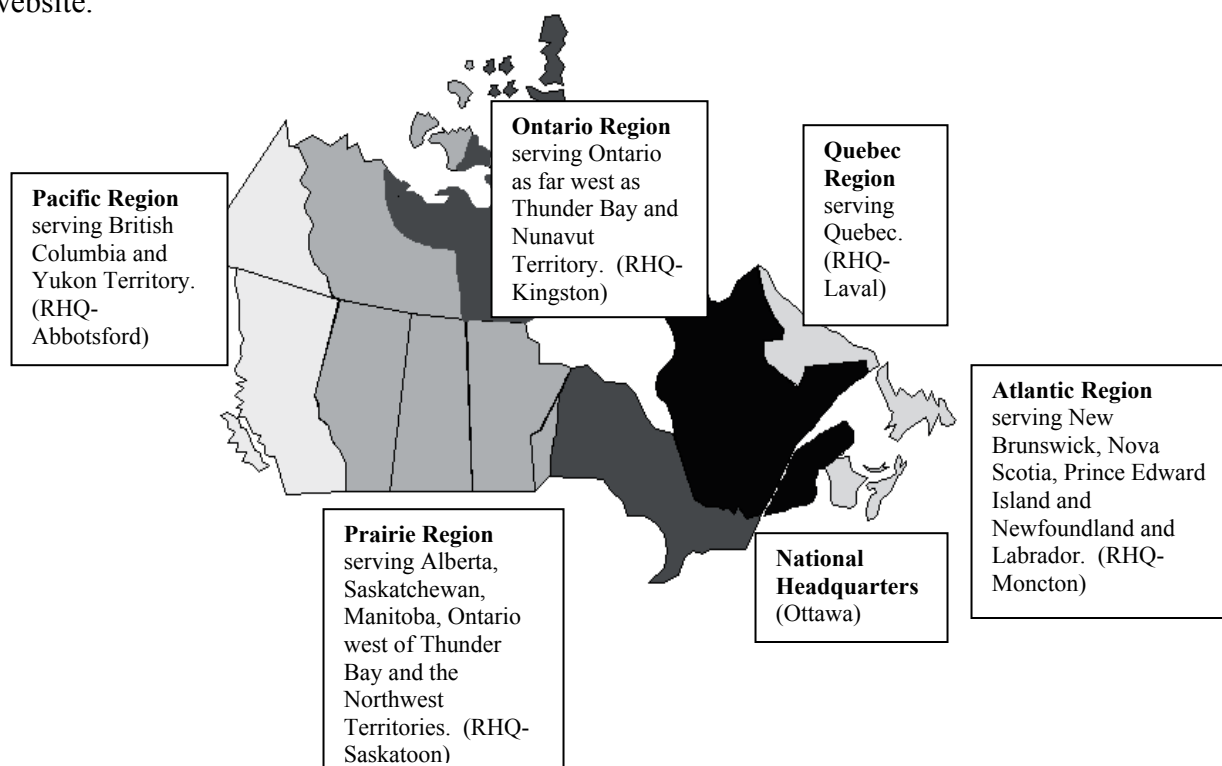 website.
Ontario Region
serving Ontario
as far west as
Thunder Bay and
Nunavut
Territory.  (RHQ-
Kingston)
Quebec
Region
serving
Quebec.
(RHQ-
Laval)
Pacific Region
serving British
Columbia and
Yukon Territory.
(RHQ-
Abbotsford)
Atlantic Region
serving New
Brunswick, Nova
Scotia, Prince Edward
Island and
Newfoundland and
Labrador.  (RHQ-
Moncton)
Prairie Region
serving Alberta,
Saskatchewan,
Manitoba, Ontario
west of Thunder
Bay and the
Northwest
Territories.  (RHQ-
Saskatoon)
National
Headquarters
(Ottawa)